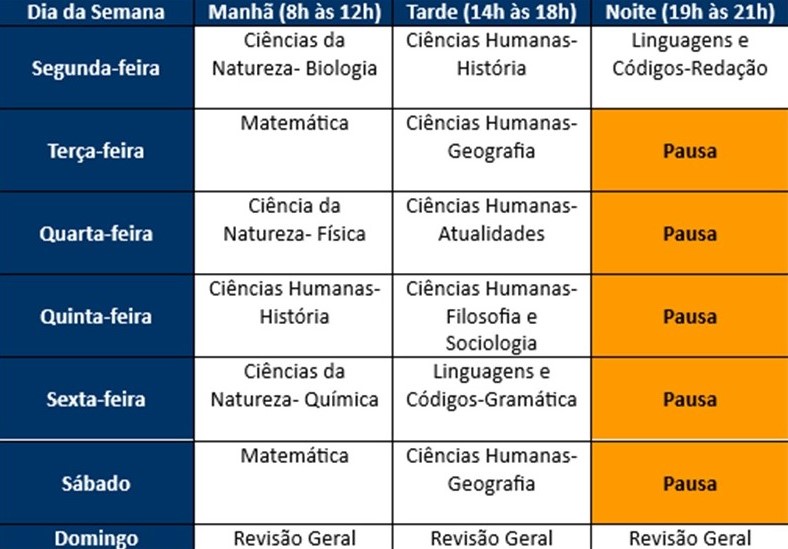 Dia da Semana Manhã (8h às 12h) Tarde (14h às 18h) Noite (19h às 21h)
Segunda-feira
Ciências da
Natureza- Biologia
Ciências Humanas-
História
Linguagens e
Códigos-Redação
Terça-feira
Matemática
Ciências Humanas-
Geografia
Pausa
Quarta-feira
Ciência da
Natureza- Física
Ciências Humanas-
Atualidades
Pausa
Quinta-feira
Ciências Humanas-
História
Ciências Humanas-
Filosofia e
Sociologia
Pausa
Sexta-feira
Ciências da
Natureza- Química
Linguagens e
Códigos-Gramática
Pausa
Sábado
Matemática
Ciências Humanas-
Geografia
Pausa
Domingo Revisão Geral Revisão Geral Revisão Geral